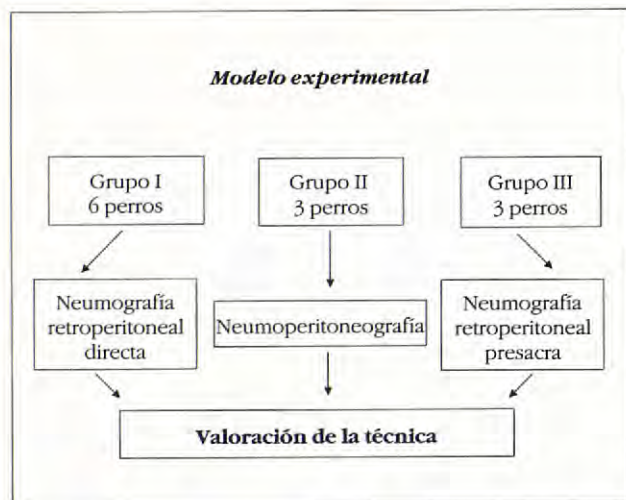 Modelo experimental
Grupo I
6 perros
Grupo II
3 perros
Grupo III
3 perros
Neumografía
retroperitoneal
directa
Neumoperitoneografía
Neumografía
retroperitoneal
presacra
Valoración de la técnica